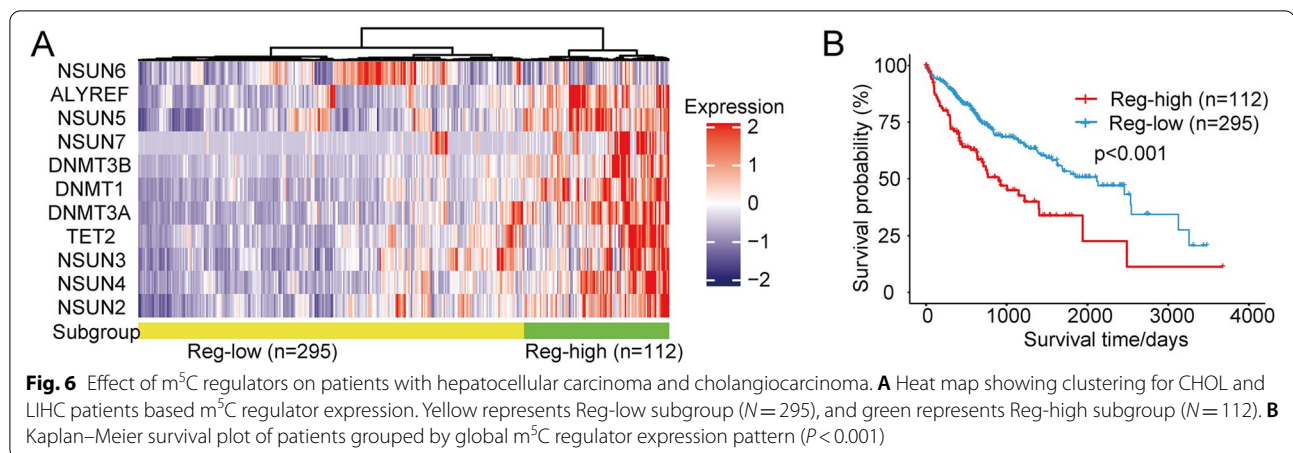 A
NSUN6
ALYREF
NSUN5
NSUN7
DNMT3B
DNMT1
DNMT3A
TET2
NSUN3
NSUN4
NSUN2
Subgroup
Reg-low (n=295)
Reg-high (n=112)
Expression
2
1
0
−1
−2
B
Survival probability (%)
100
75
50
25
0
Reg-high (n=112)
Reg-low (n=295)
p<0.001
0 1000 2000 3000 4000
Survival time/days
Fig. 6 Effect of m⁵C regulators on patients with hepatocellular carcinoma and cholangiocarcinoma. A Heat map showing clustering for CHOL and
LIHC patients based m⁵C regulator expression. Yellow represents Reg-low subgroup (N = 295), and green represents Reg-high subgroup (N = 112). B
Kaplan–Meier survival plot of patients grouped by global m⁵C regulator expression pattern (P < 0.001)